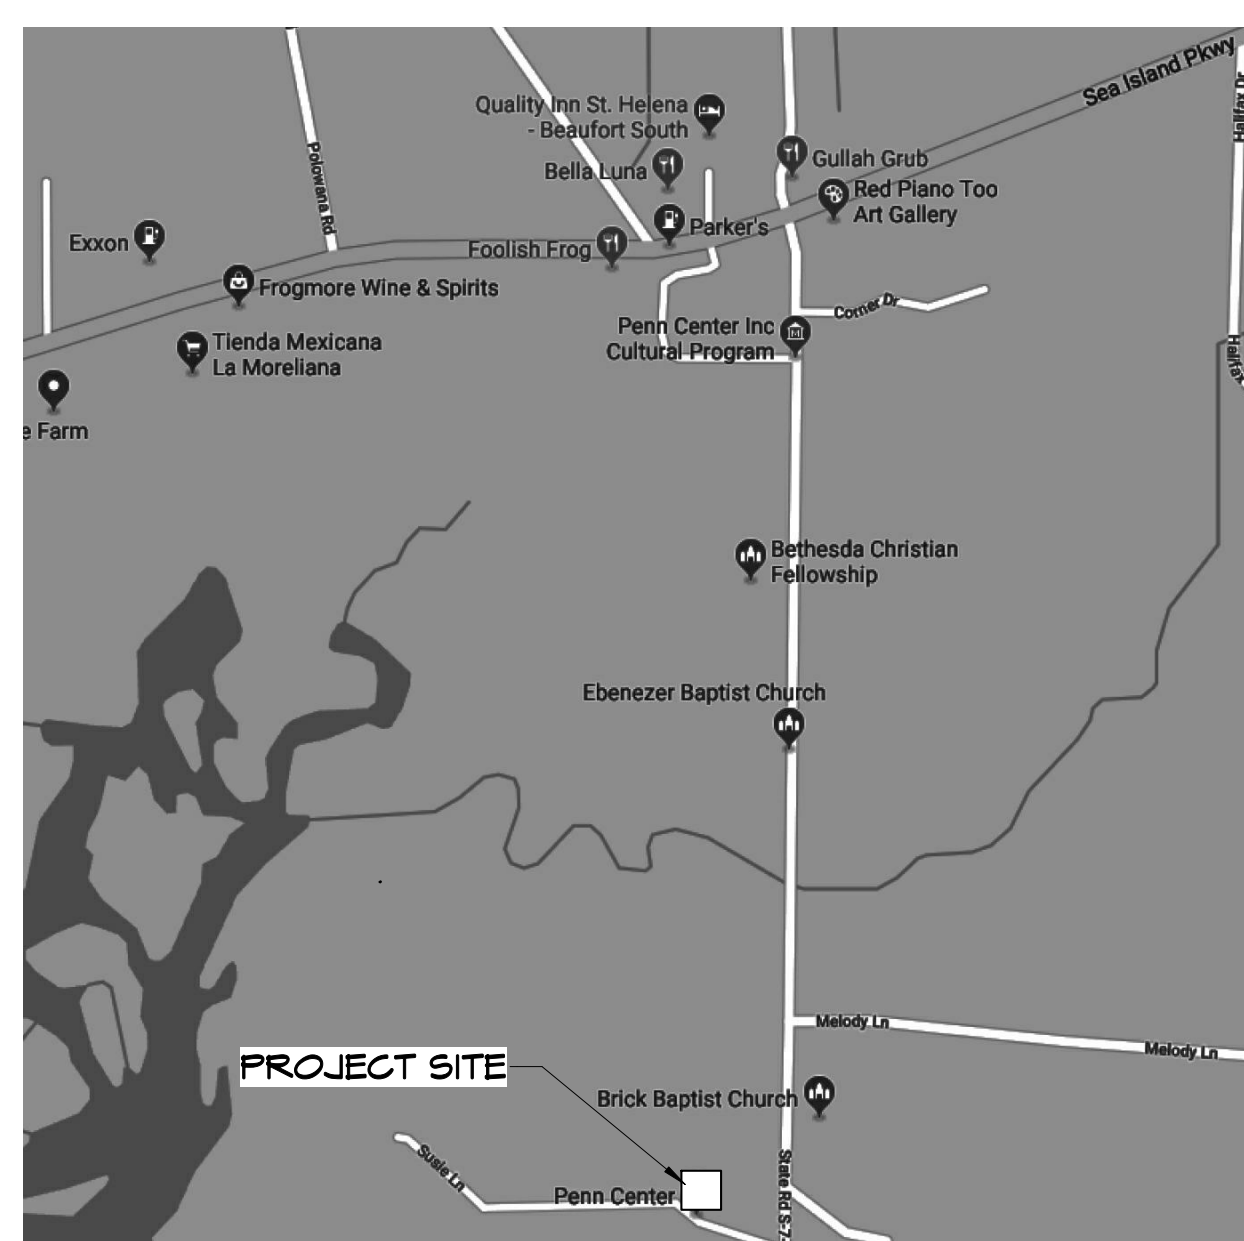 Sea Island Pkwy
Halifax Dr
Quality Inn St. Helena
- Beaufort South
Gullah Grub
Bella Luna
Polowana Rd
Red Piano Too
Art Gallery
Parker's
Exxon
Foolish Frog
Frogmore Wine & Spirits
Corner Dr
Penn Center Inc
Cultural Program
Tienda Mexicana
La Moreliana
Halifax
e Farm
Bethesda Christian
Fellowship
Ebenezer Baptist Church
Melody Ln
Melody Ln
PROJECT SITE
Brick Baptist Church
Susie Ln
Penn Center
State Rd S-7-